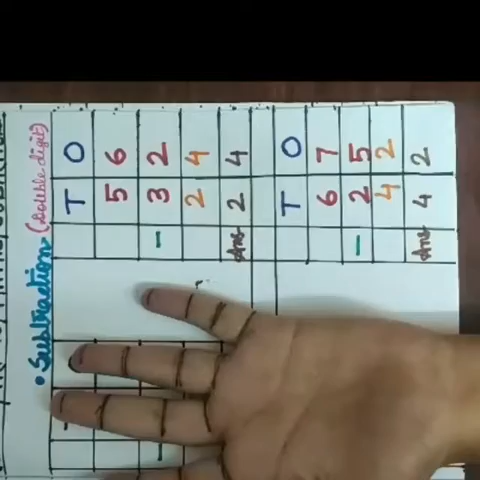 • Subtraction (Double digit)
T O
5 6
- 3 2
2 4
Ans 2 4
T O
6 7
- 2 5
4 2
Ans 4 2